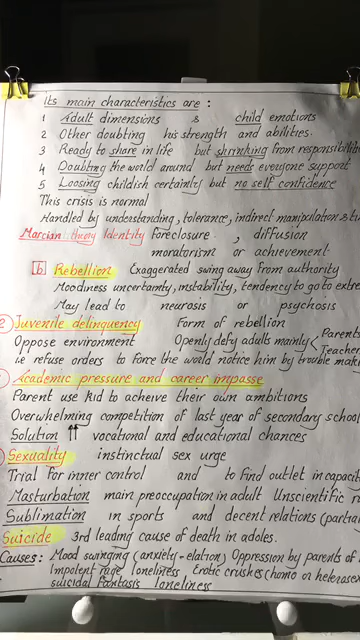 Its main characteristics are :
1 Adult dimensions & child emotions
2 Other doubting his strength and abilities.
3 Ready to share in life but shrinking from responsibilities
4 Doubting the world around but needs everyone support
5 Loosing childish certainty but no self confidence
This crisis is normal
Handled by understanding, tolerance, indirect manipulation &
Marcian theory Identity foreclosure , diffusion
moratorism or achievement
b Rebellion Exaggerated swing away from authority
Moodiness uncertainty, instability, tendency to go to extre
May lead to neurosis or psychosis
2 Juvenile delinquency Form of rebellion
Oppose environment Openly defy adults mainly < Parents
Teacher
i.e refuse orders to force the world notice him by trouble mak
Academic pressure and career impasse
Parent use kid to acheive their own ambitions
Overwhelming competition of last year of secondary school
Solution ↑↑ vocational and educational chances
Sexuality instinctual sex urge
Trial for inner control and to find outlet in capacit
Masturbation main preoccupation in adult Unscientific
Sublimation in sports and decent relations (partia
Suicide 3rd leading cause of death in adoles.
Causes: Mood swinging (anxiety-elation) Oppression by parents of
Impotent rage loneliness Erotic crushes (homo or heterosex
suicidal fantasis loneliness